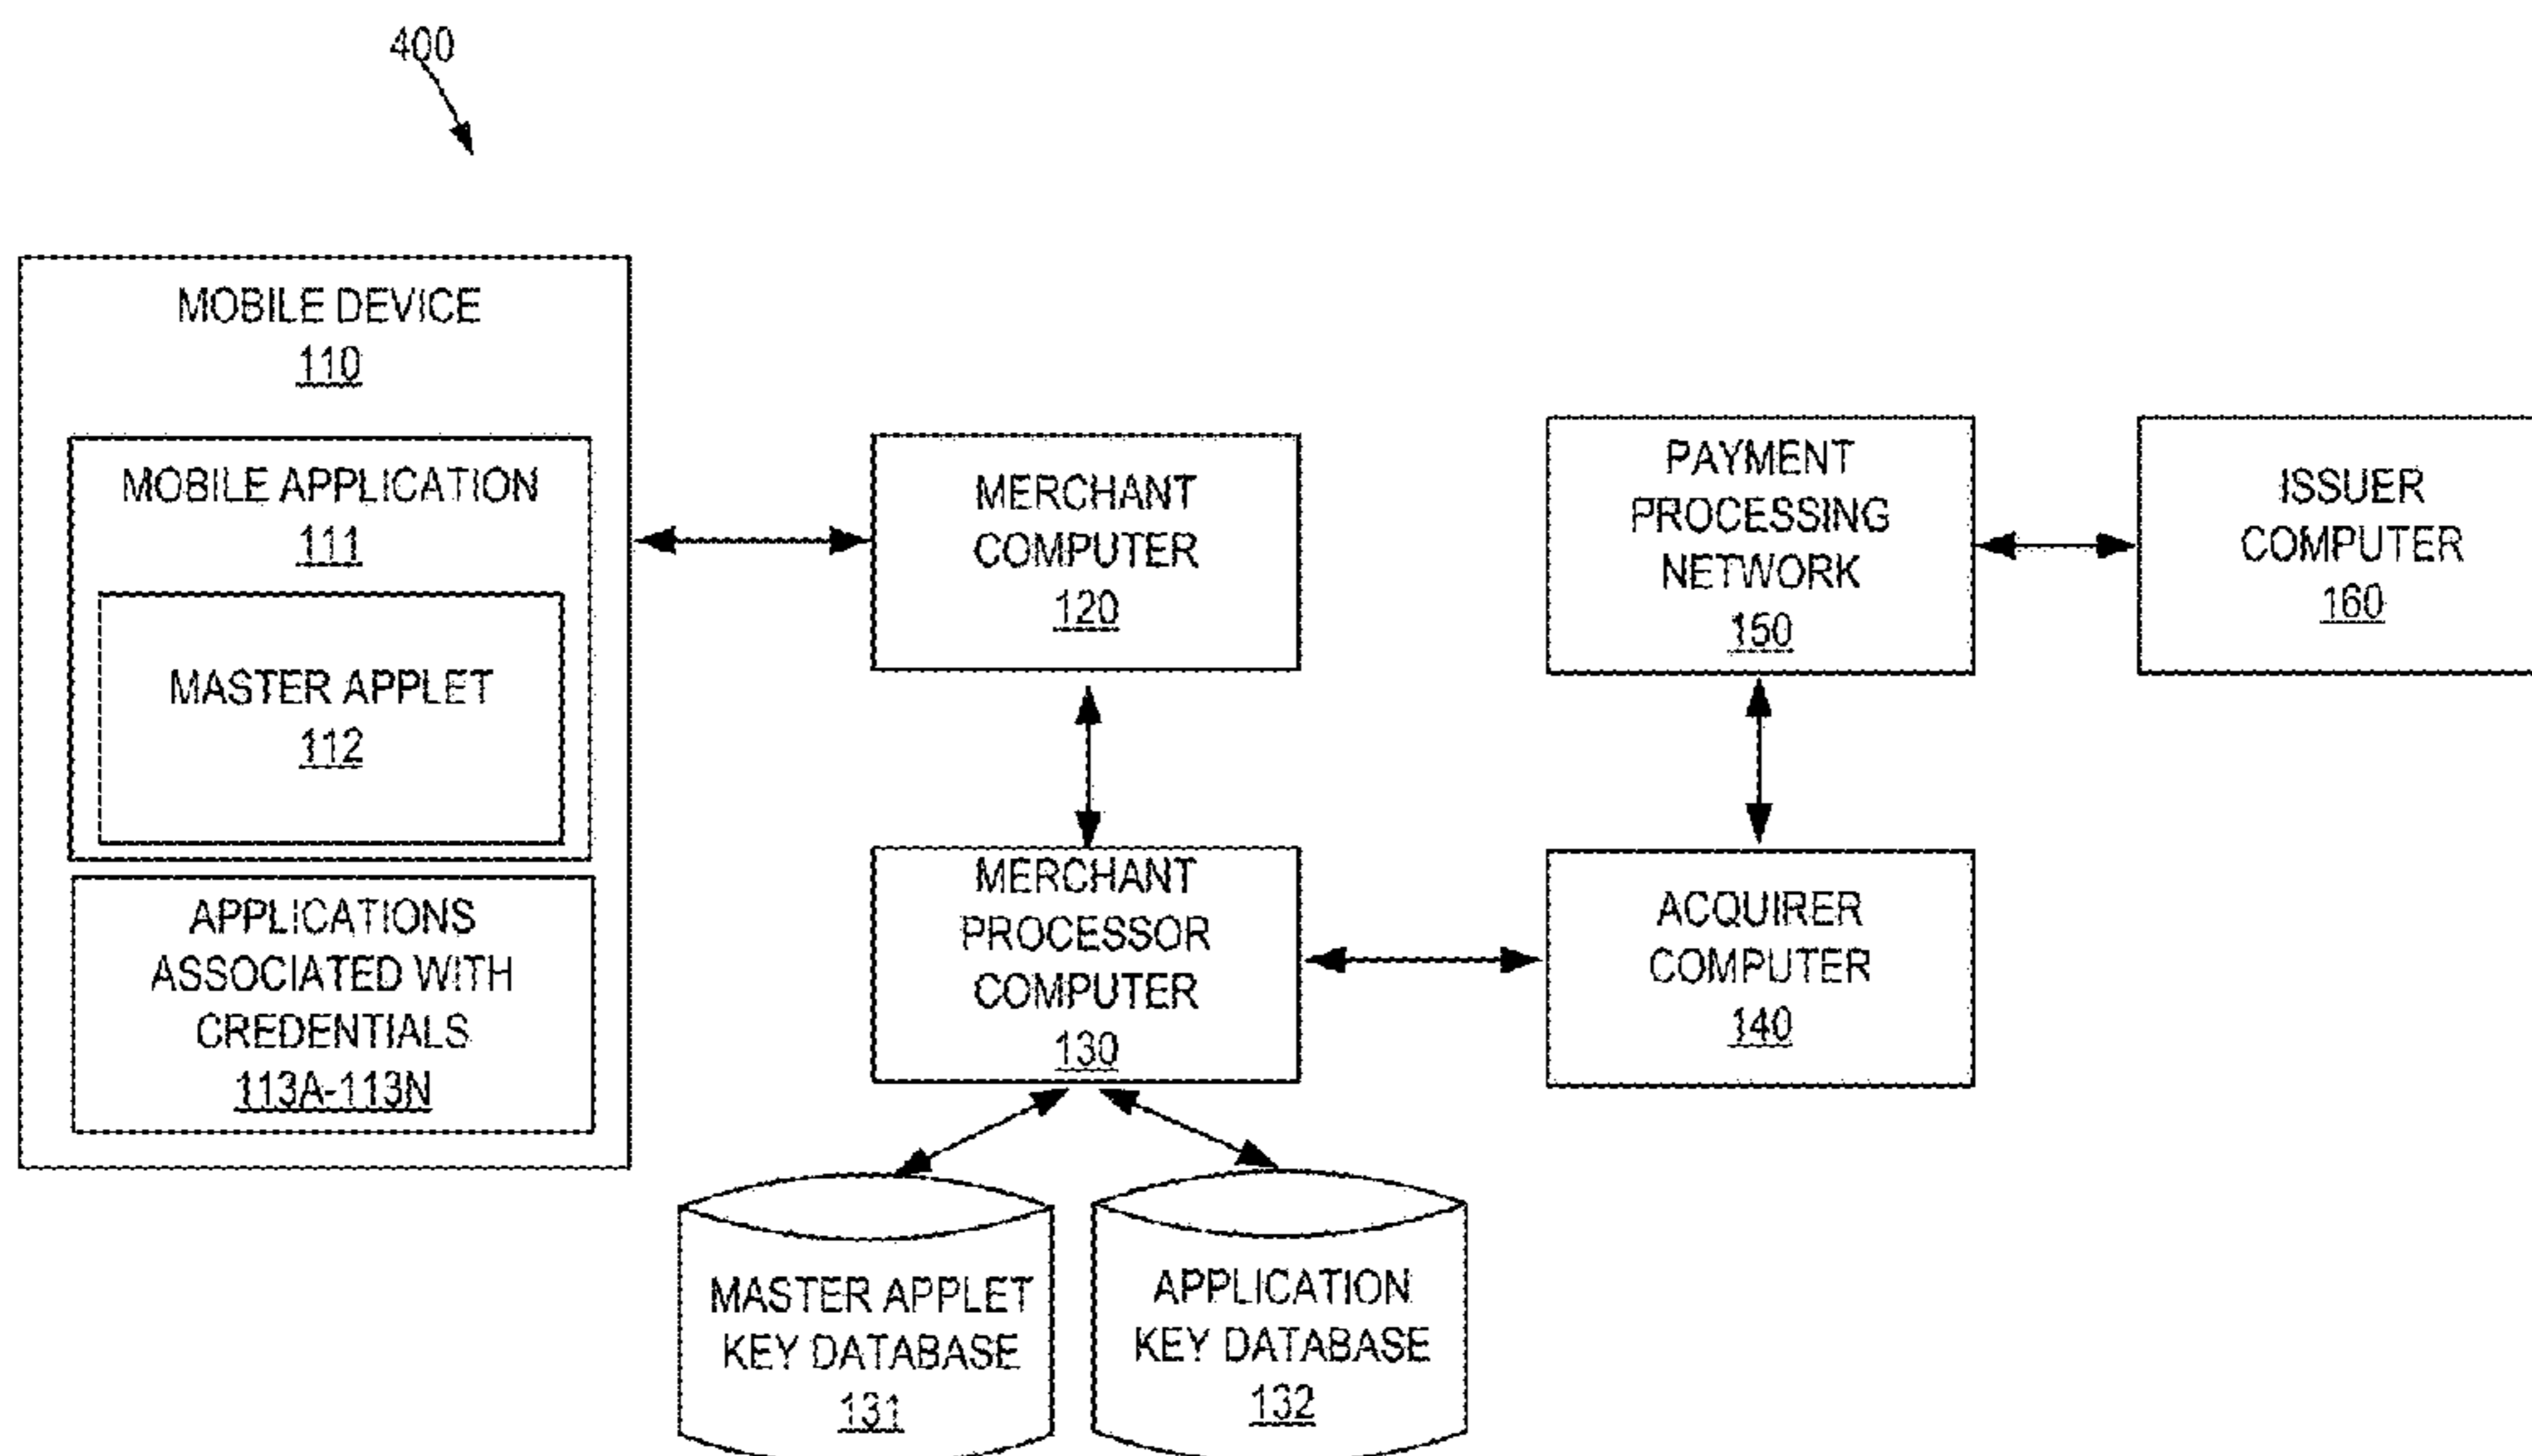 400
MOBILE DEVICE
110
MOBILE APPLICATION
111
MASTER APPLET
112
APPLICATIONS
ASSOCIATED WITH
CREDENTIALS
113A-113N
MERCHANT
COMPUTER
120
MERCHANT
PROCESSOR
COMPUTER
130
MASTER APPLET
KEY DATABASE
131
APPLICATION
KEY DATABASE
132
PAYMENT
PROCESSING
NETWORK
150
ACQUIRER
COMPUTER
140
ISSUER
COMPUTER
160